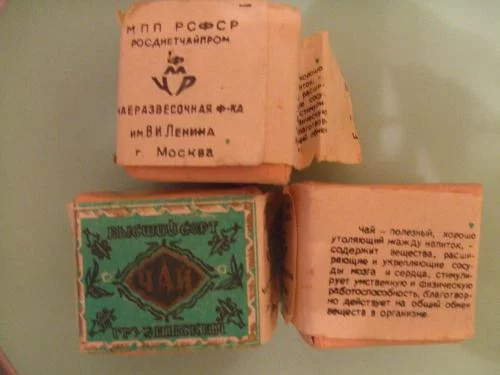 МПП РСФСР
РОСДИЕТЧАЙПРОМ
ЧАЕРАЗВЕСОЧНАЯ Ф-КА
им. В.И. ЛЕНИНА
г. Москва
ВЫСШИЙ СОРТ
ЧАЙ
ГРУЗИНСКИЙ
Чай – полезный, хорошо
утоляющий жажду напиток, –
содержит вещества, расши-
ряющие и укрепляющие сосу-
ды мозга и сердца, стимули-
рует умственную и физическую
работоспособность, благотвор-
но действует на общий обмен
веществ в организме.